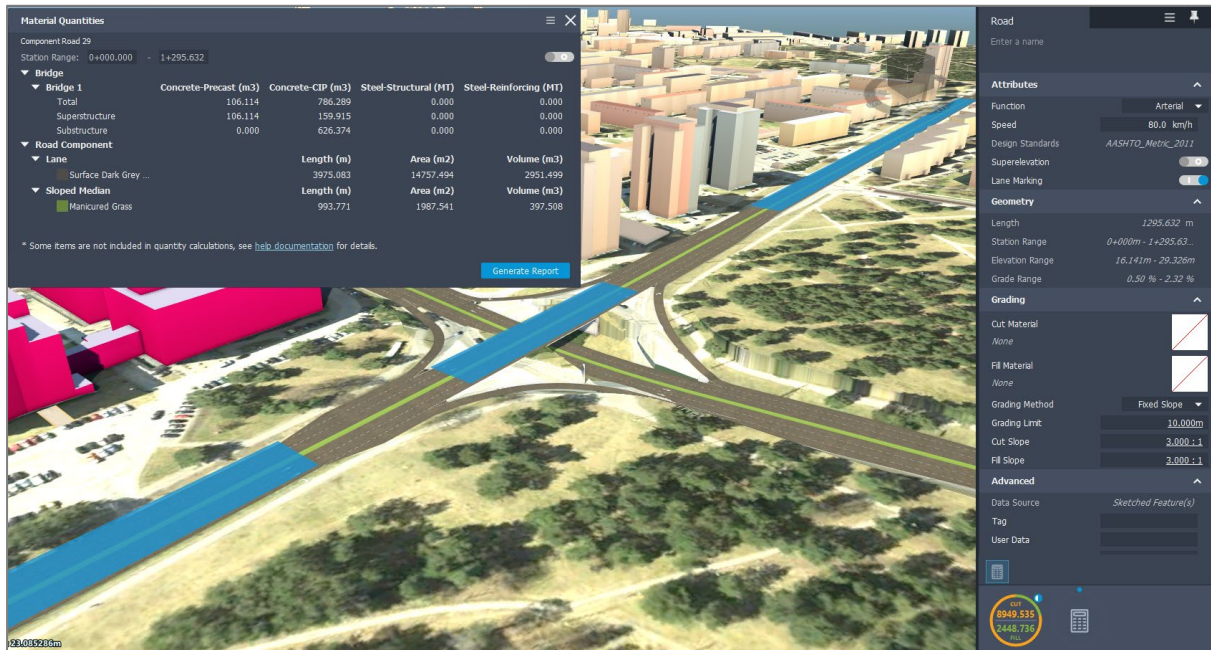 Material Quantities
Component Road 29
Station Range: 0+000.000 - 1+295.632
Bridge
Bridge 1 Concrete-Precast (m3) Concrete-CIP (m3) Steel-Structural (MT) Steel-Reinforcing (MT)
Total 106.114 786.289 0.000 0.000
Superstructure 106.114 159.915 0.000 0.000
Substructure 0.000 626.374 0.000 0.000
Road Component
Lane Length (m) Area (m2) Volume (m3)
Surface Dark Grey ... 3975.083 14757.494 2951.499
Sloped Median Length (m) Area (m2) Volume (m3)
Manicured Grass 993.771 1987.541 397.508
* Some items are not included in quantity calculations, see help documentation for details.
Generate Report
Road
Enter a name
Attributes
Function Arterial
Speed 80.0 km/h
Design Standards AASHTO_Metric_2011
Superelevation
Lane Marking
Geometry
Length 1295.632 m
Station Range 0+000m - 1+295.63...
Elevation Range 16.141m - 29.326m
Grade Range 0.50 % - 2.32 %
Grading
Cut Material
None
Fill Material
None
Grading Method Fixed Slope
Grading Limit 10.000m
Cut Slope 3.000 : 1
Fill Slope 3.000 : 1
Advanced
Data Source Sketched Feature(s)
Tag
User Data
CUT
8949.535
2448.736
FILL
23.085286m